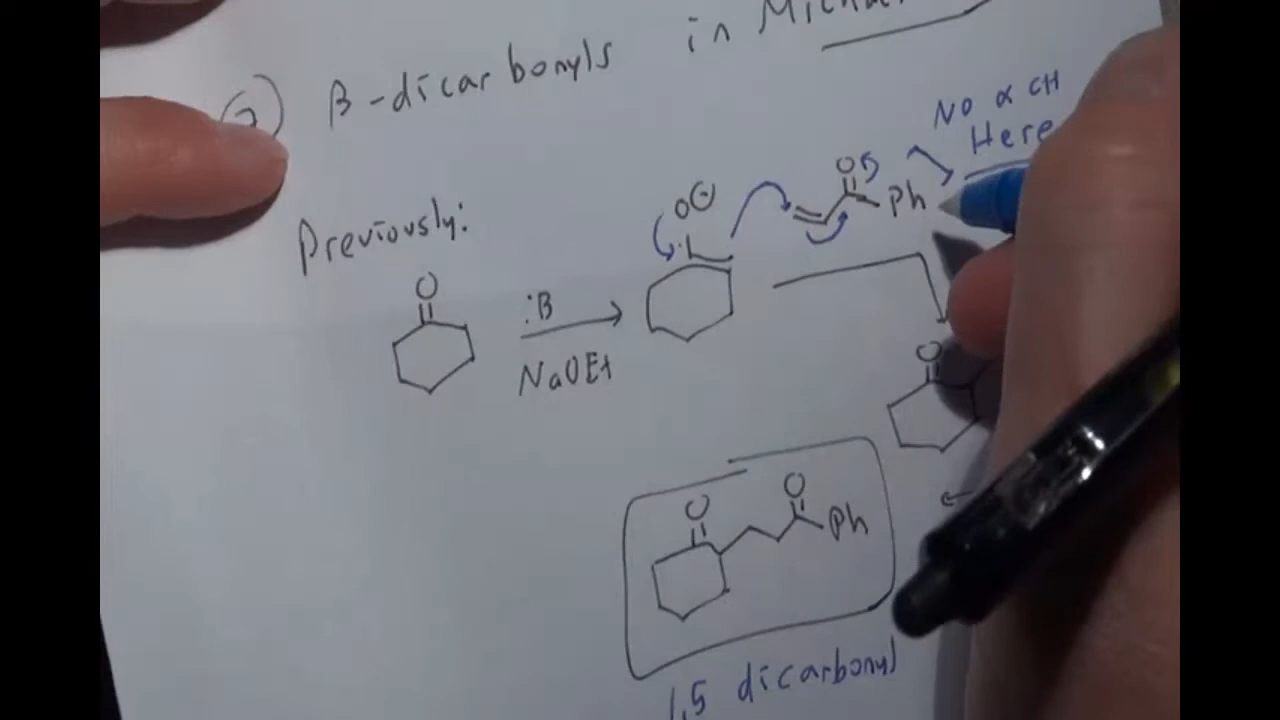 β-dicarbonyls in
NO α CH
Here
Previously:
O
:B
NaOEt
O⊖
O
Ph
O
O
O
Ph
1,5 dicarbonyl